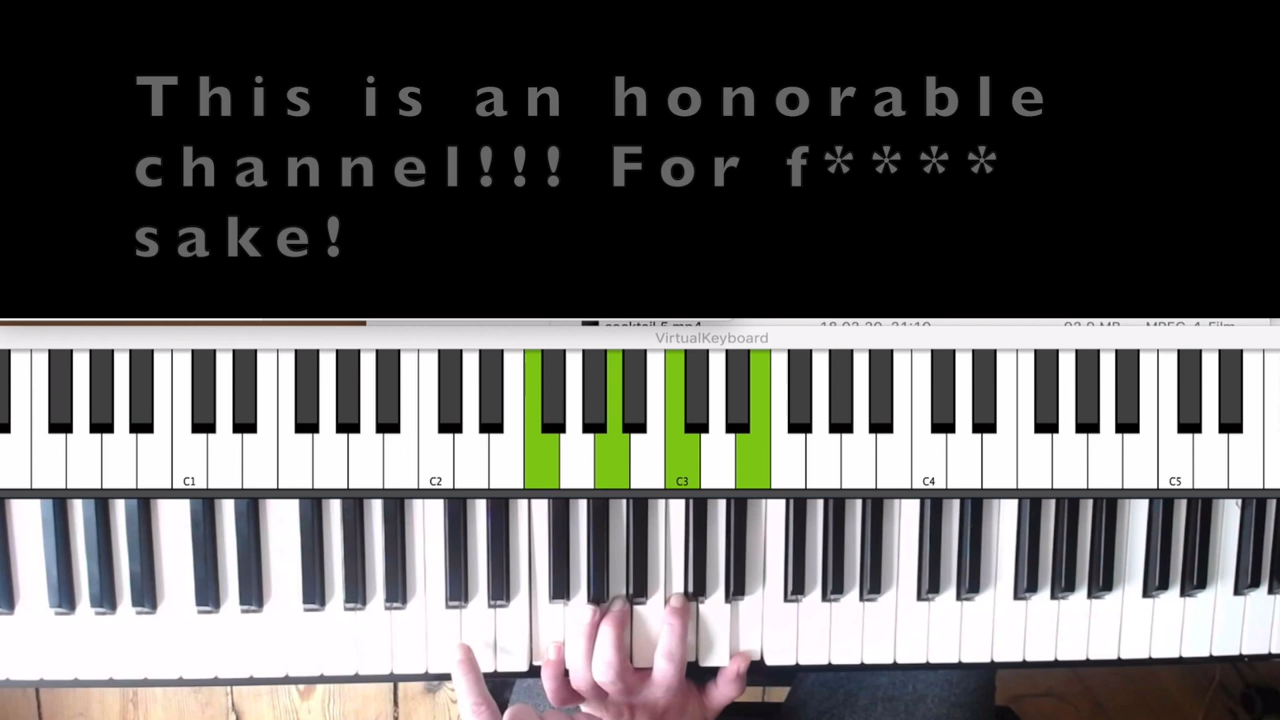 This is an honorable
channel!!! For f****
sake!
VirtualKeyboard
C1 C2 C3 C4 C5